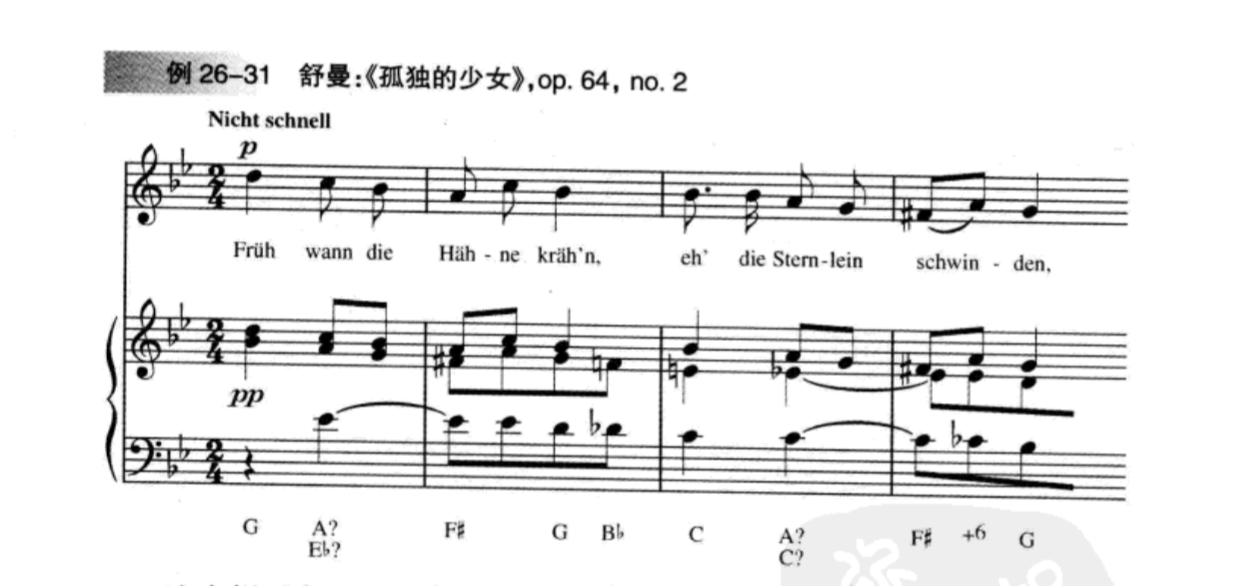 例 26-31 舒曼:《孤独的少女》,op. 64, no. 2
Nicht schnell
p
Früh wann die Häh - ne kräh'n, eh' die Stern-lein schwin - den,
pp
G A? F♯ G B♭ C A? F♯ +6 G
E♭? C?